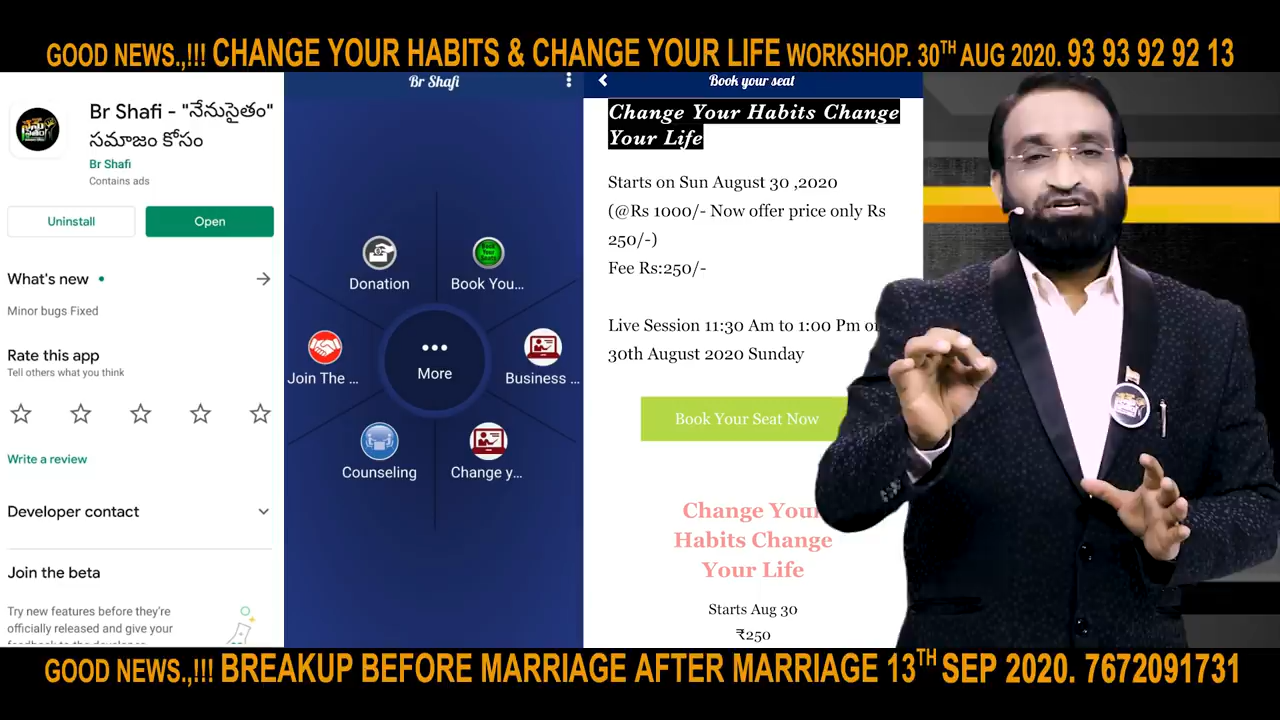 GOOD NEWS.,!!! CHANGE YOUR HABITS & CHANGE YOUR LIFE WORKSHOP. 30TH AUG 2020. 93 93 92 92 13
Br Shafi - "నేనుసైతం"
సమాజం కోసం
Br Shafi
Contains ads
Uninstall
Open
What's new
Minor bugs Fixed
Rate this app
Tell others what you think
Write a review
Developer contact
Join the beta
Try new features before they're
officially released and give your
Br Shafi
Donation
Book You...
Join The ...
More
Business ...
Counseling
Change y...
Book your seat
Change Your Habits Change
Your Life
Starts on Sun August 30 ,2020
(@Rs 1000/- Now offer price only Rs
250/-)
Fee Rs:250/-
Live Session 11:30 Am to 1:00 Pm
30th August 2020 Sunday
Book Your Seat Now
Change Your
Habits Change
Your Life
Starts Aug 30
₹250
GOOD NEWS.,!!! BREAKUP BEFORE MARRIAGE AFTER MARRIAGE 13TH SEP 2020. 7672091731